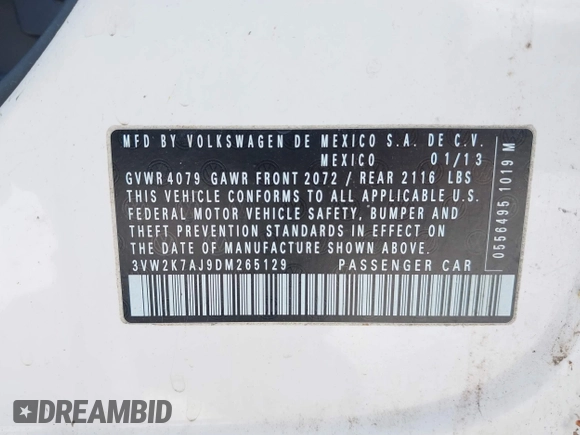 MFD BY VOLKSWAGEN DE MEXICO S.A. DE C.V.
MEXICO 01/13
GVWR 4079 GAWR FRONT 2072 / REAR 2116 LBS
THIS VEHICLE CONFORMS TO ALL APPLICABLE U.S.
FEDERAL MOTOR VEHICLE SAFETY, BUMPER AND
THEFT PREVENTION STANDARDS IN EFFECT ON
THE DATE OF MANUFACTURE SHOWN ABOVE.
3VW2K7AJ9DM265129 PASSENGER CAR
0556495 1019 M
DREAMBID